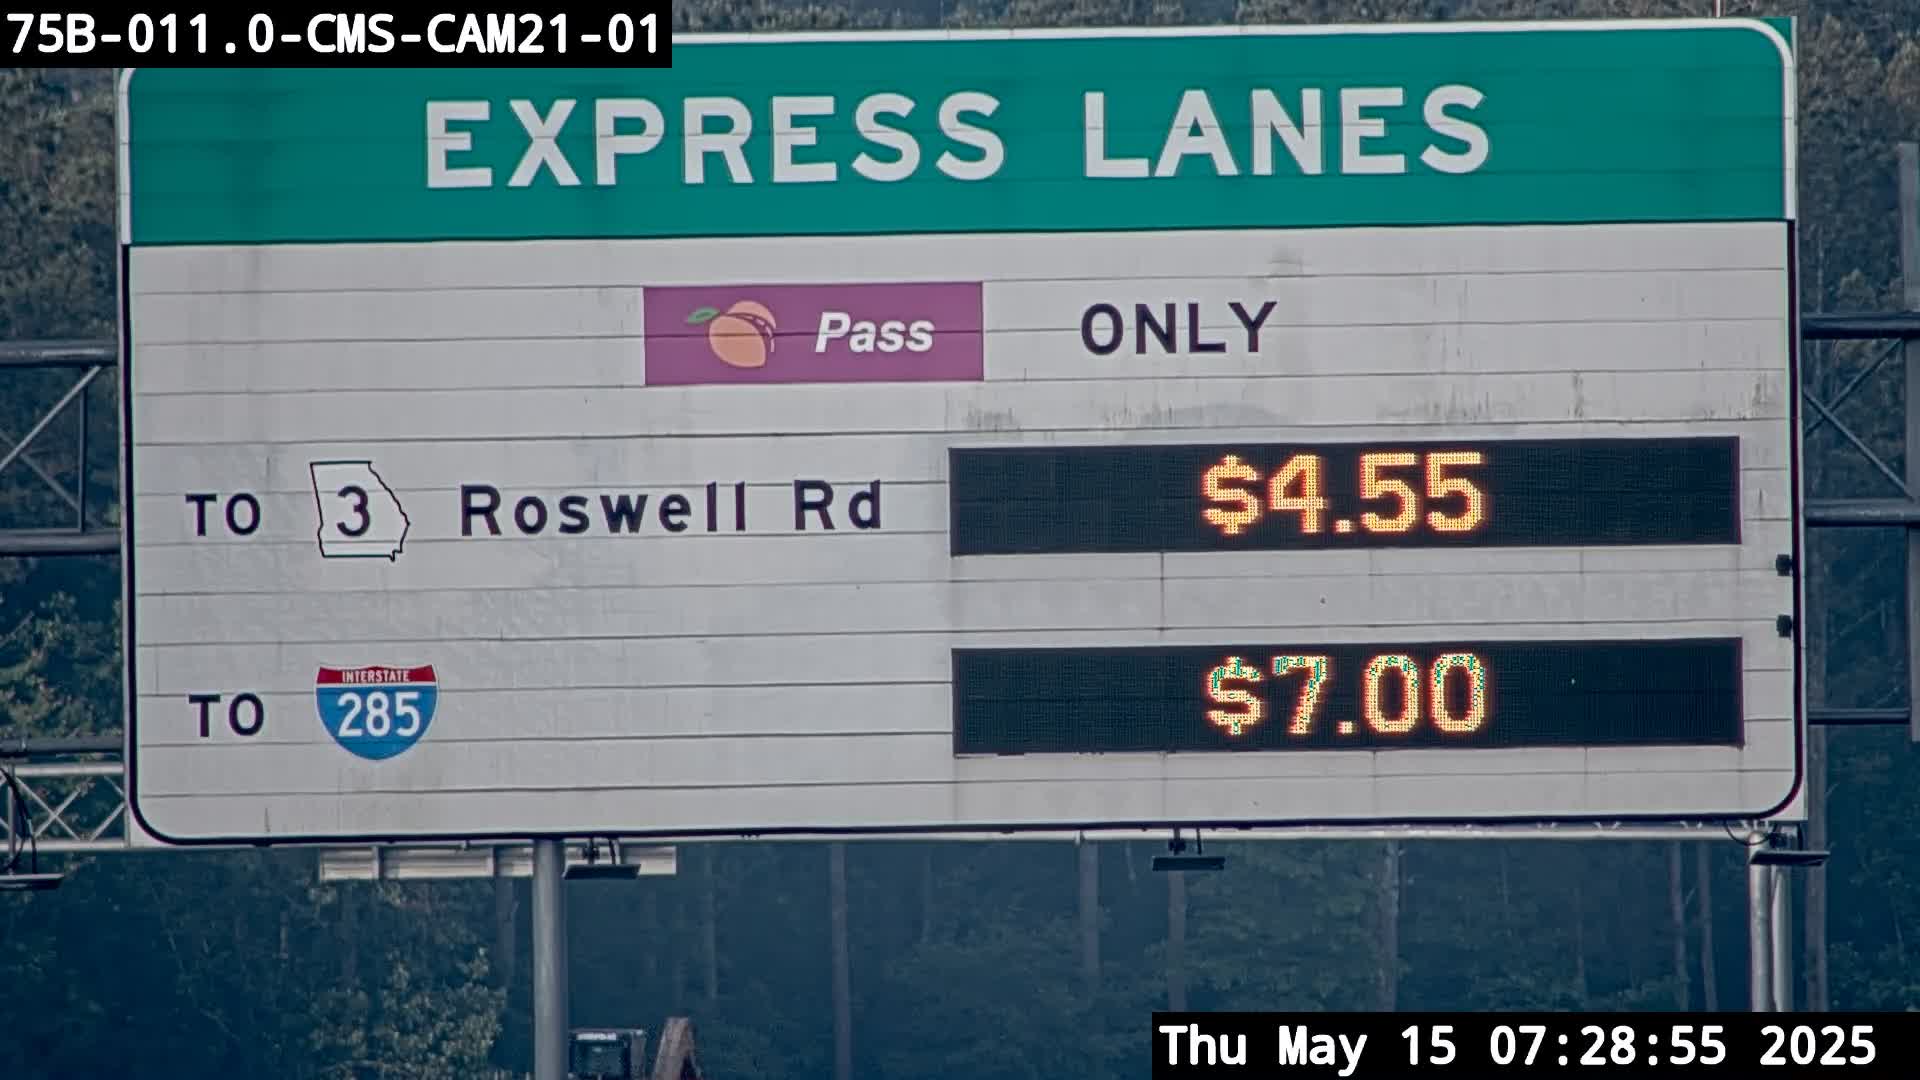 75B-011.0-CMS-CAM21-01
EXPRESS LANES
Pass ONLY
TO 3 Roswell Rd $4.55
INTERSTATE
TO 285 $7.00
Thu May 15 07:28:55 2025